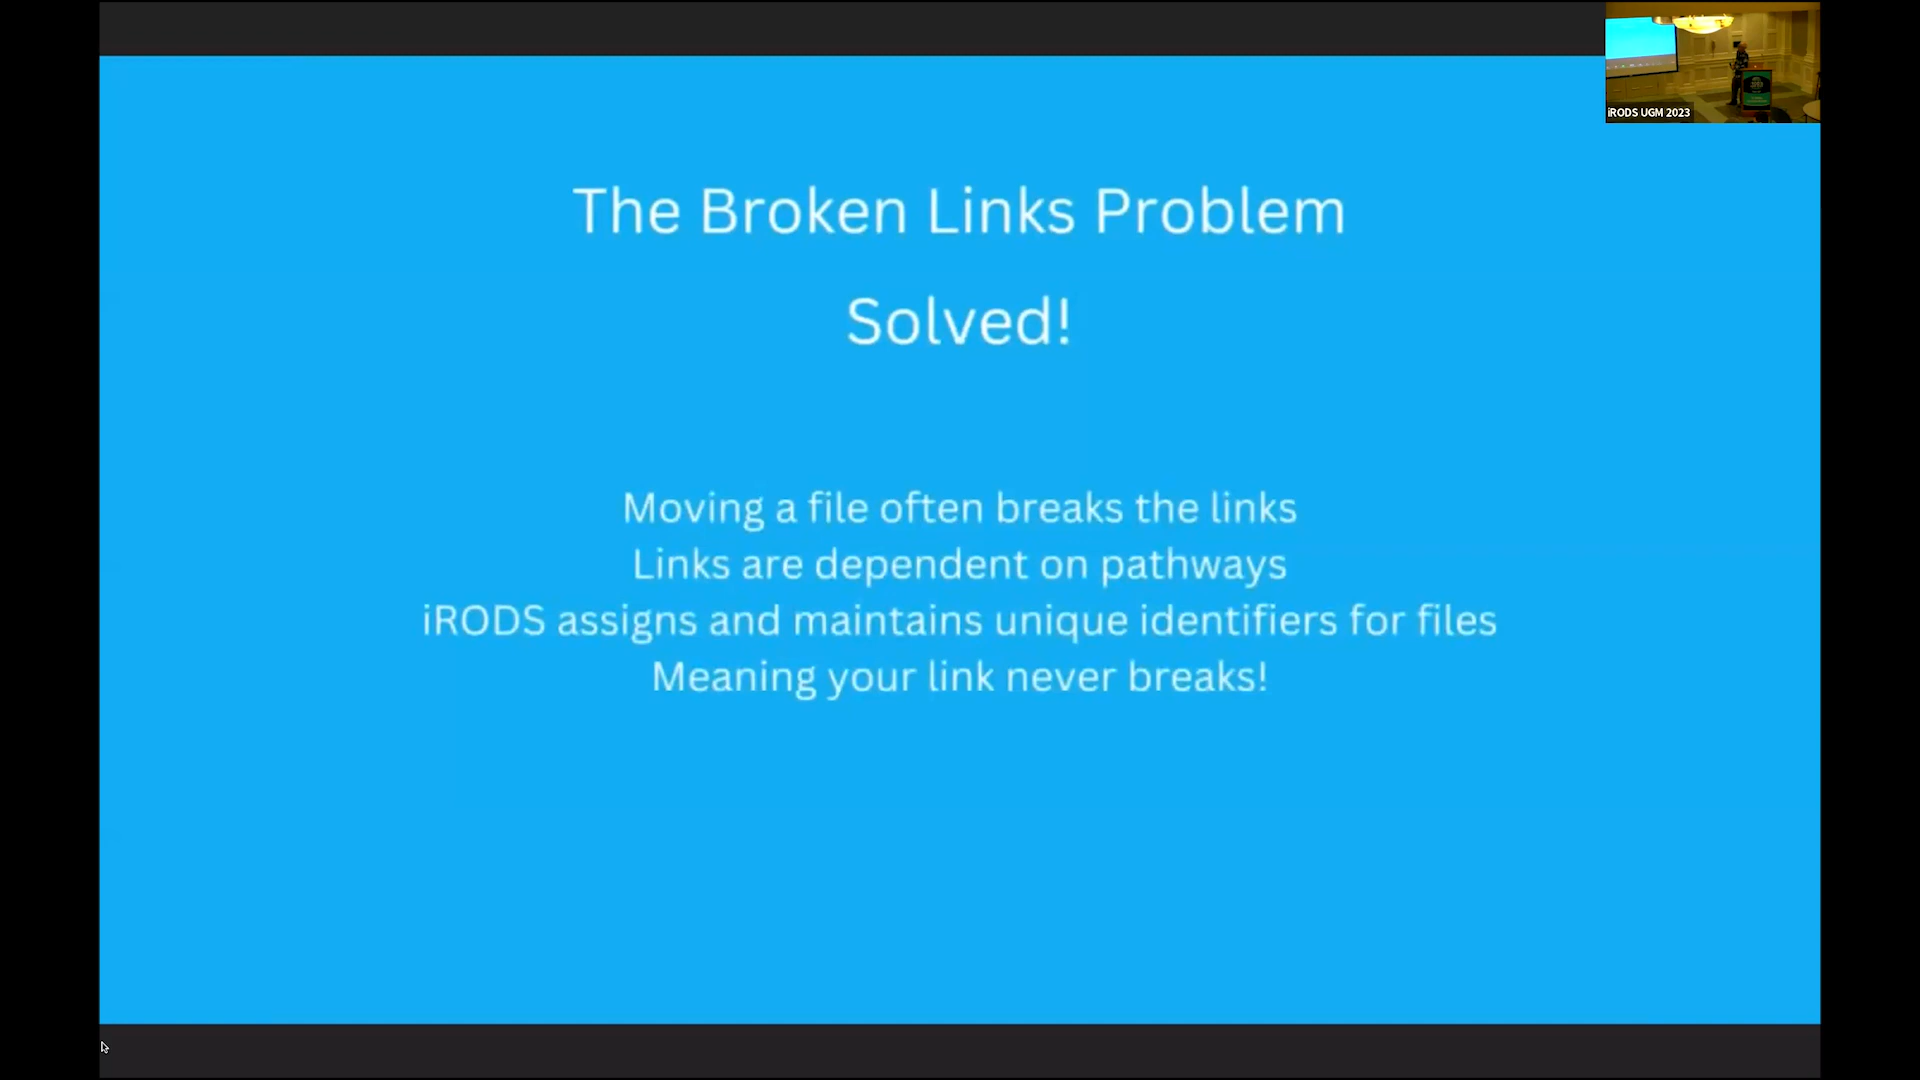 iRODS UGM 2023
The Broken Links Problem
Solved!
Moving a file often breaks the links
Links are dependent on pathways
iRODS assigns and maintains unique identifiers for files
Meaning your link never breaks!